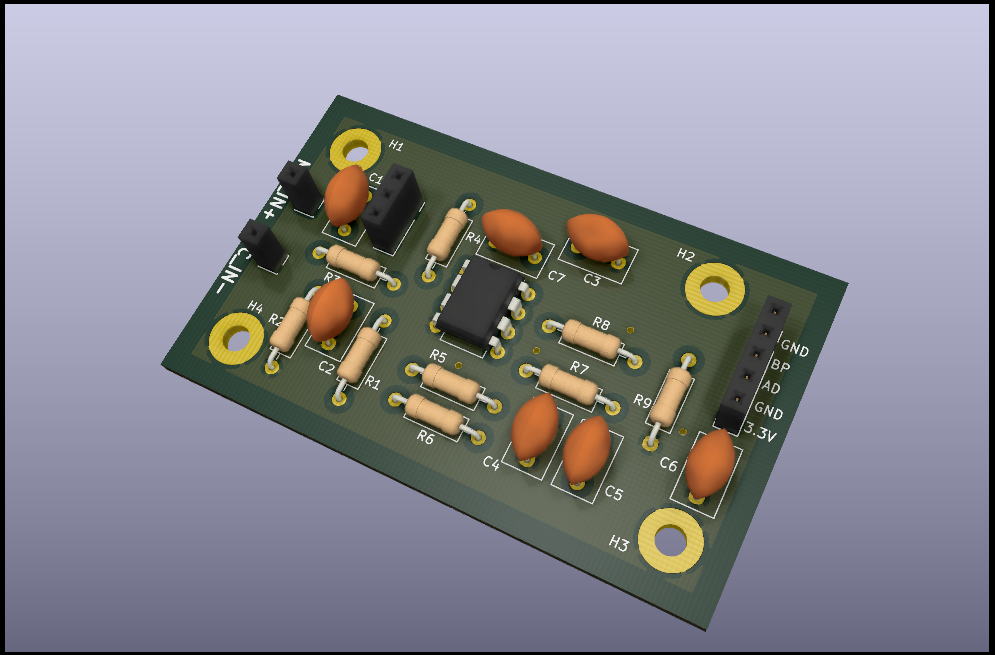 H1
C1
IN+
R4
C7
C3
H2
R3
IN-
H4
R2
C2
R1
R5
R6
R8
R7
R9
GND
BP
AD
GND
3.3V
C4
C5
C6
H3